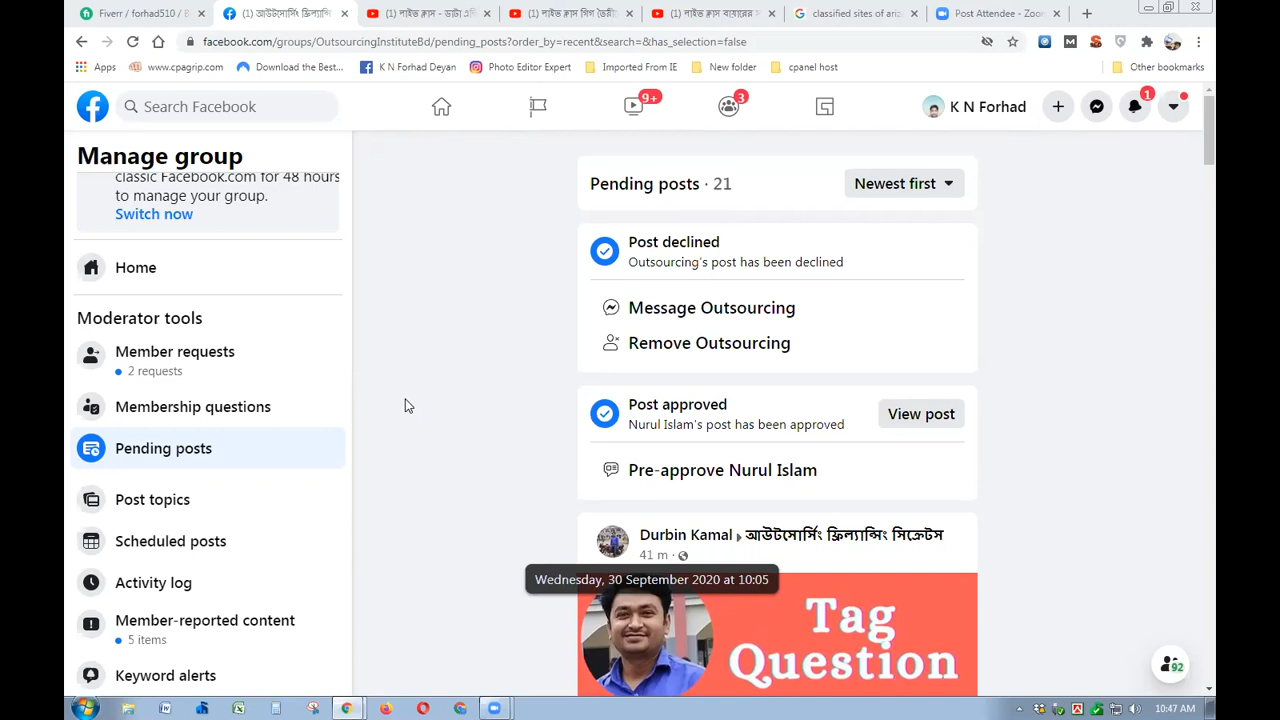 Fiverr / forhad510 / B
(1) আউটসোর্সিং ফ্রিল্যান্সি
(1) লাইভ ক্লাস - ডাটা এন্ট্রি
(1) লাইভ ক্লাস গিগ তৈরী
(1) লাইভ ক্লাস বায়ারের স
classified sites of arizo
Post Attendee - Zoom
facebook.com/groups/OutsourcingInstituteBd/pending_posts?order_by=recent&search=&has_selection=false
Apps
www.cpagrip.com
Download the Best...
K N Forhad Deyan
Photo Editor Expert
Imported From IE
New folder
cpanel host
Other bookmarks
Search Facebook
9+
3
K N Forhad
1
Manage group
classic Facebook.com for 48 hours
to manage your group.
Switch now
Home
Moderator tools
Member requests
2 requests
Membership questions
Pending posts
Post topics
Scheduled posts
Activity log
Member-reported content
5 items
Keyword alerts
Pending posts · 21
Newest first
Post declined
Outsourcing's post has been declined
Message Outsourcing
Remove Outsourcing
Post approved
Nurul Islam's post has been approved
View post
Pre-approve Nurul Islam
Durbin Kamal ▸ আউটসোর্সিং ফ্রিল্যান্সিং সিক্রেটস
41 m ·
Wednesday, 30 September 2020 at 10:05
Tag
Question
92
10:47 AM